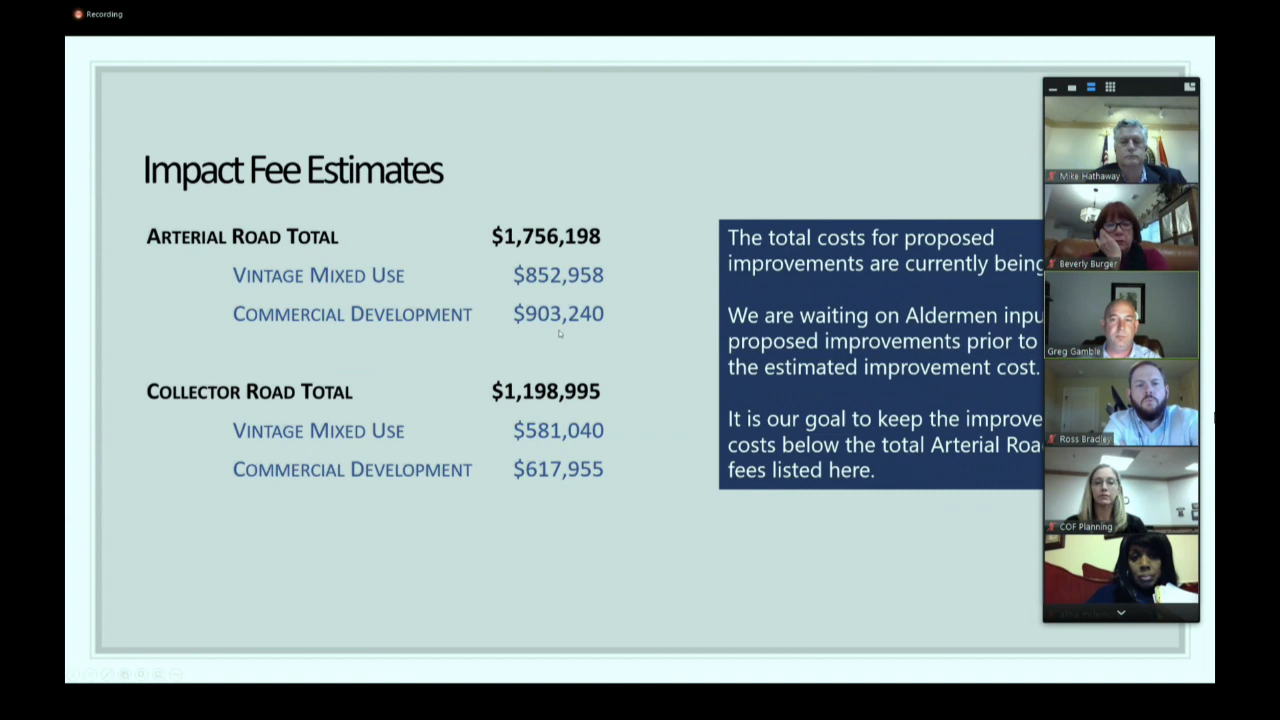 Recording
Impact Fee Estimates
ARTERIAL ROAD TOTAL $1,756,198
VINTAGE MIXED USE $852,958
COMMERCIAL DEVELOPMENT $903,240
COLLECTOR ROAD TOTAL $1,198,995
VINTAGE MIXED USE $581,040
COMMERCIAL DEVELOPMENT $617,955
The total costs for proposed
improvements are currently being
We are waiting on Aldermen inpu
proposed improvements prior to
the estimated improvement cost.
It is our goal to keep the improve
costs below the total Arterial Roa
fees listed here.
Mike Hathaway
Beverly Burger
Greg Gamble
Ross Bradley
COF Planning